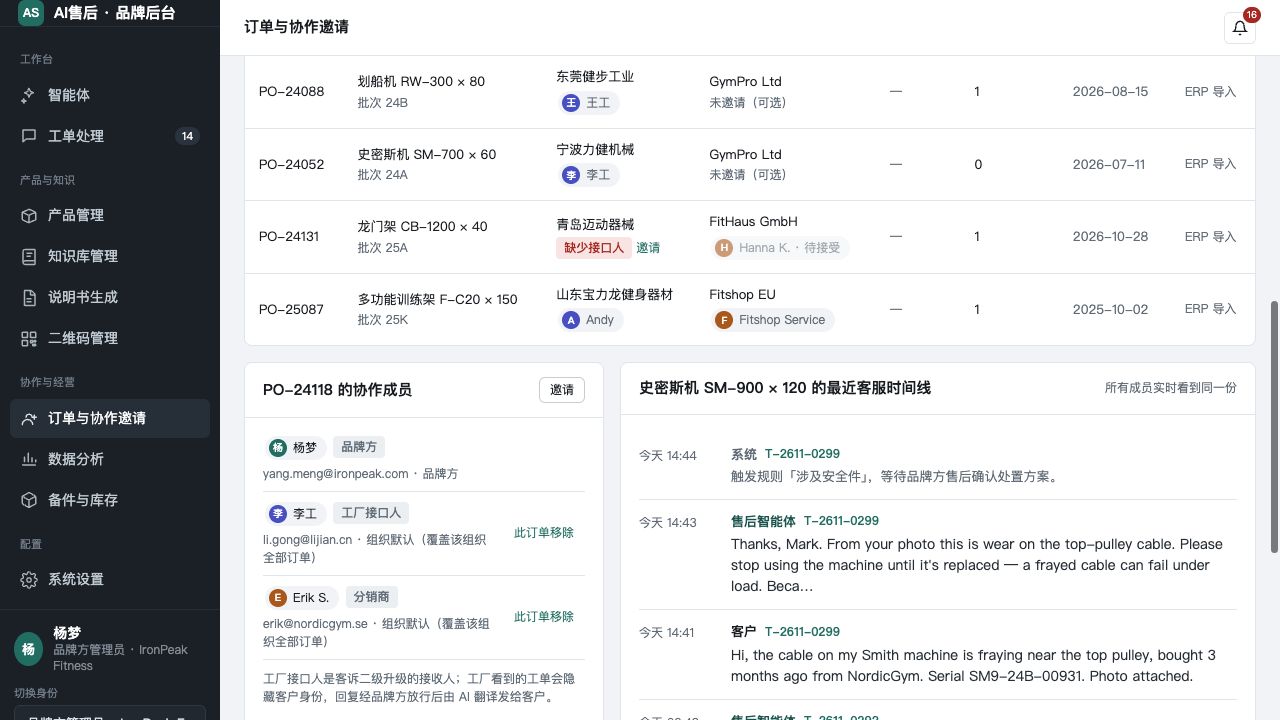 AS AI售后 · 品牌后台
工作台
智能体
工单处理 14
产品与知识
产品管理
知识库管理
说明书生成
二维码管理
协作与经营
订单与协作邀请
数据分析
备件与库存
配置
系统设置
杨 杨梦
品牌方管理员 · IronPeak
Fitness
切换身份
订单与协作邀请
16
PO-24088 划船机 RW-300 × 80 东莞健步工业 GymPro Ltd — 1 2026-08-15 ERP 导入
批次 24B 王 王工 未邀请（可选）
PO-24052 史密斯机 SM-700 × 60 宁波力健机械 GymPro Ltd — 0 2026-07-11 ERP 导入
批次 24A 李 李工 未邀请（可选）
PO-24131 龙门架 CB-1200 × 40 青岛迈动器械 FitHaus GmbH — 1 2026-10-28 ERP 导入
批次 25A 缺少接口人 邀请 H Hanna K. · 待接受
PO-25087 多功能训练架 F-C20 × 150 山东宝力龙健身器材 Fitshop EU — 1 2025-10-02 ERP 导入
批次 25K A Andy F Fitshop Service
PO-24118 的协作成员 邀请
杨 杨梦 品牌方
yang.meng@ironpeak.com · 品牌方
李 李工 工厂接口人
li.gong@lijian.cn · 组织默认（覆盖该组织
全部订单）
此订单移除
E Erik S. 分销商
erik@nordicgym.se · 组织默认（覆盖该组
织全部订单）
此订单移除
工厂接口人是客诉二级升级的接收人；工厂看到的工单会隐
藏客户身份，回复经品牌方放行后由 AI 翻译发给客户。
史密斯机 SM-900 × 120 的最近客服时间线 所有成员实时看到同一份
今天 14:44 系统 T-2611-0299
触发规则「涉及安全件」，等待品牌方售后确认处置方案。
今天 14:43 售后智能体 T-2611-0299
Thanks, Mark. From your photo this is wear on the top-pulley cable. Please
stop using the machine until it's replaced — a frayed cable can fail under
load. Beca…
今天 14:41 客户 T-2611-0299
Hi, the cable on my Smith machine is fraying near the top pulley, bought 3
months ago from NordicGym. Serial SM9-24B-00931. Photo attached.